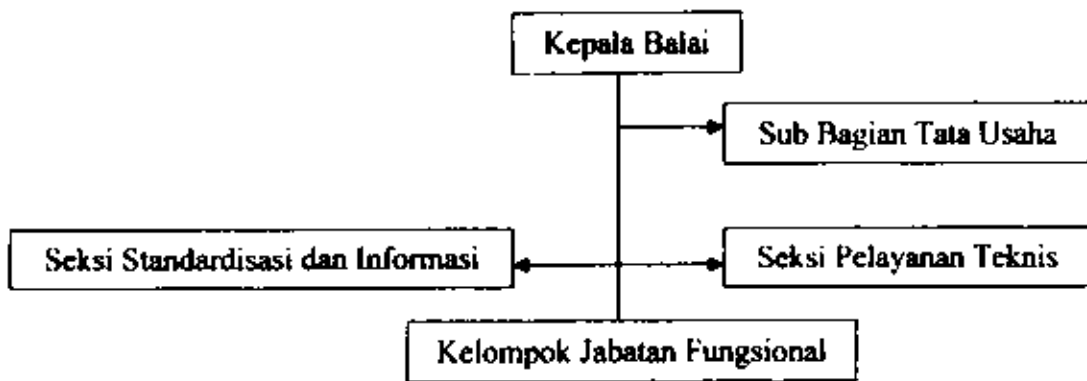 Kepala Balai
Sub Bagian Tata Usaha
Seksi Standardisasi dan Informasi
Seksi Pelayanan Teknis
Kelompok Jabatan Fungsional